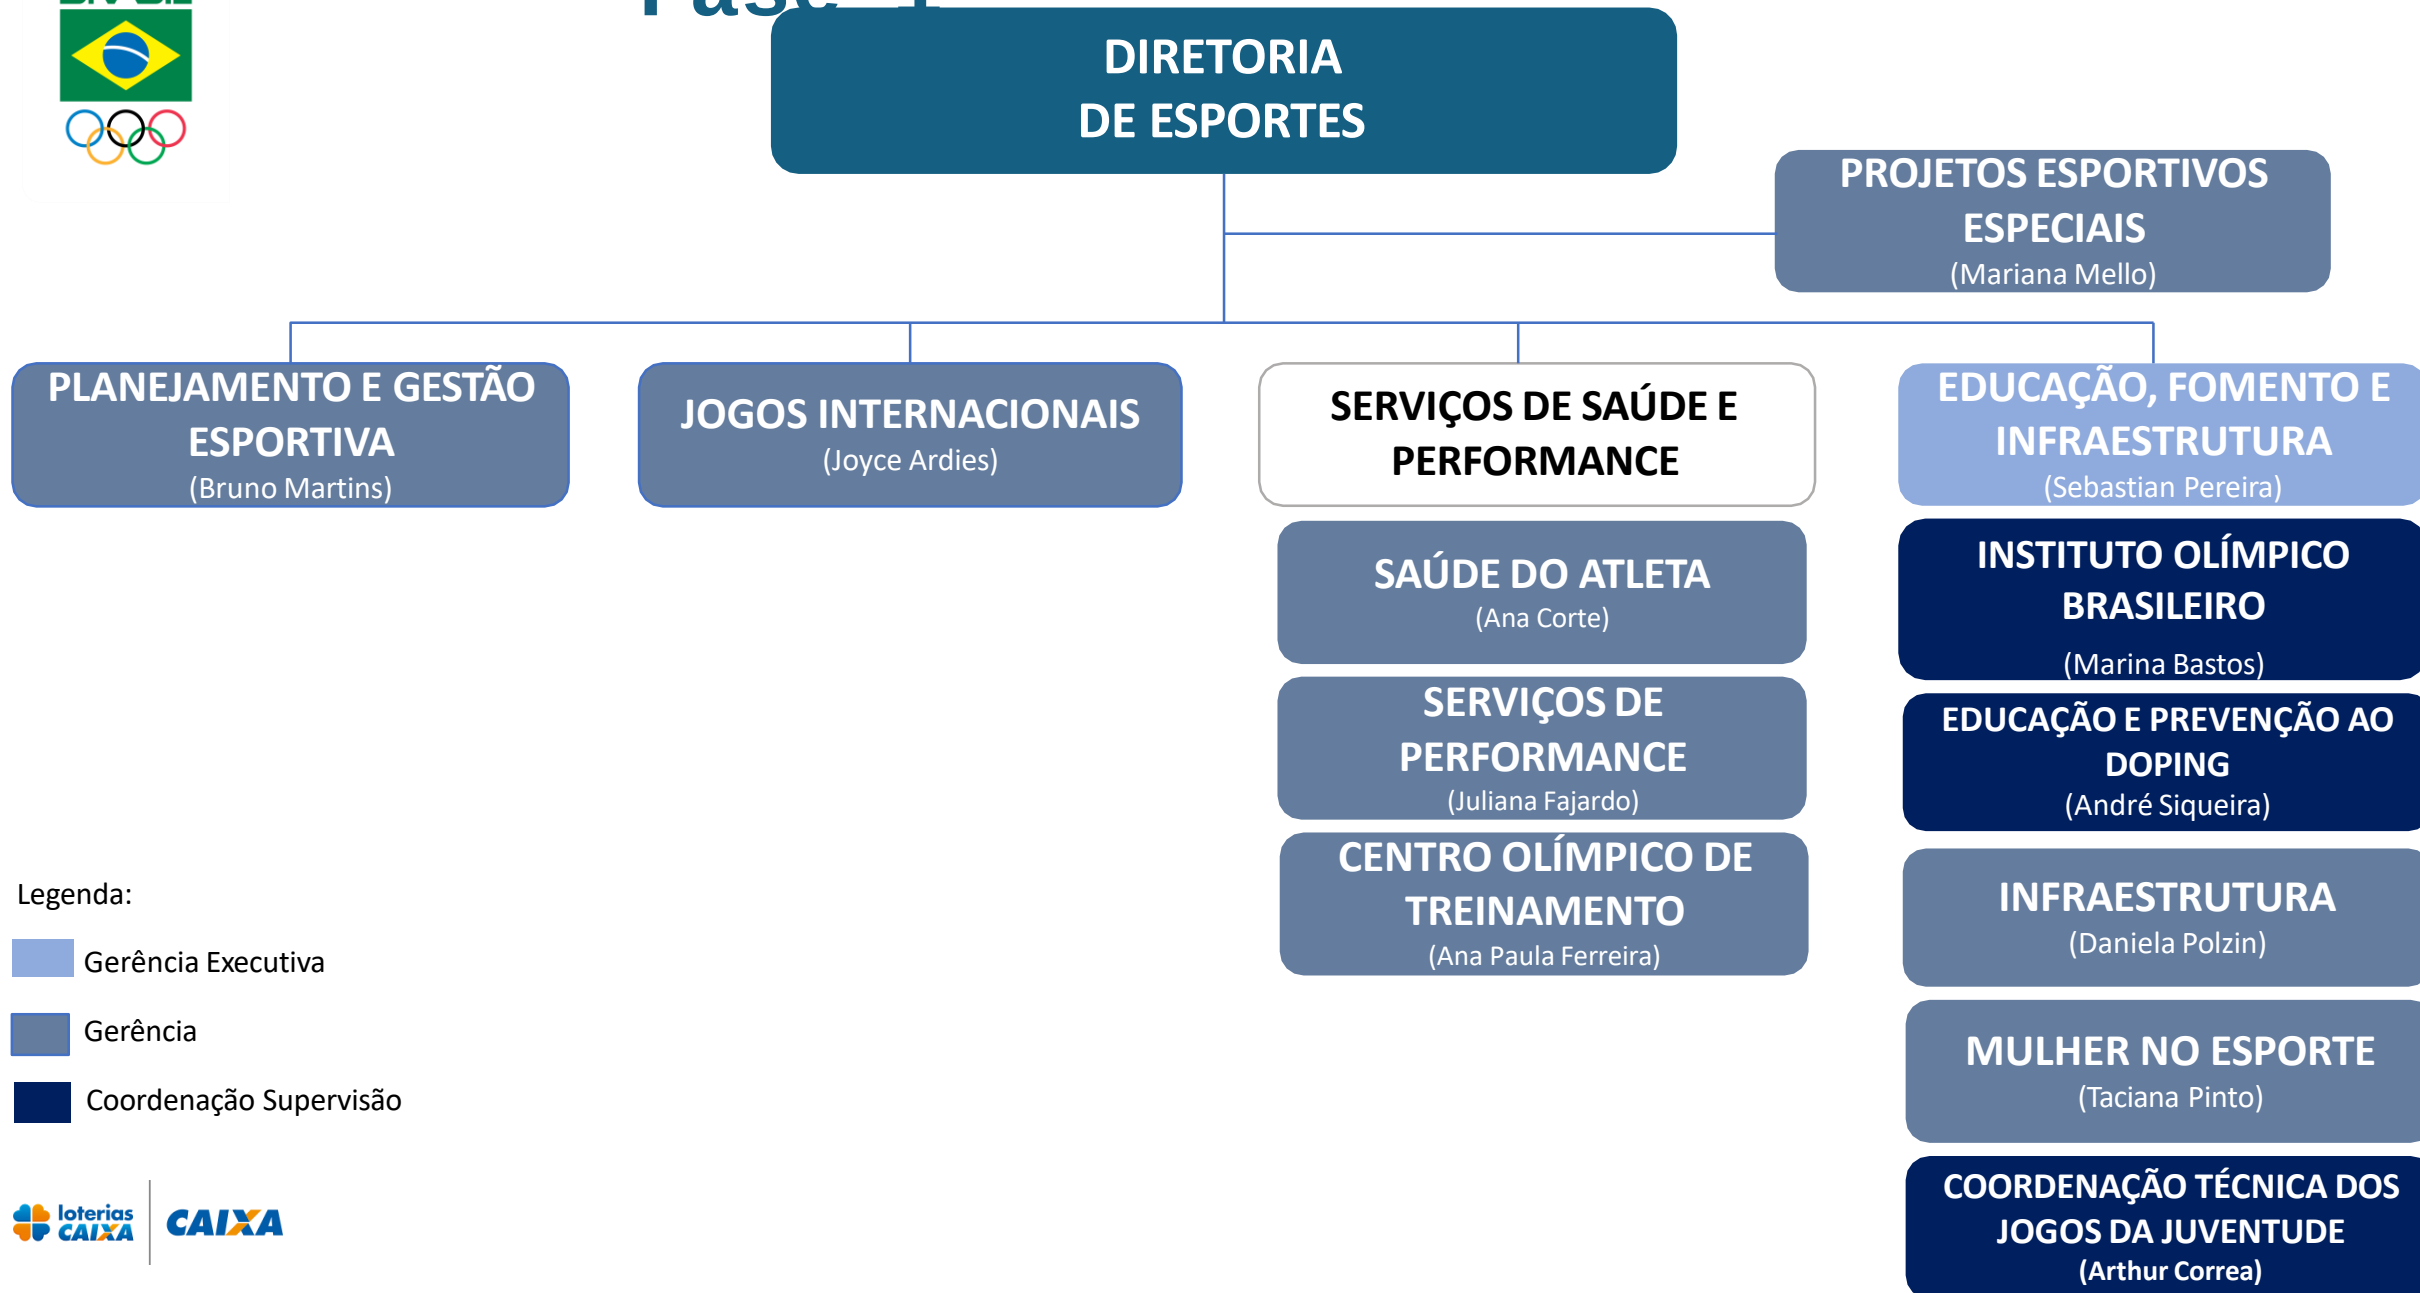 BRASIL
Fase 1
DIRETORIA
DE ESPORTES
PROJETOS ESPORTIVOS
ESPECIAIS
(Mariana Mello)
PLANEJAMENTO E GESTÃO
ESPORTIVA
(Bruno Martins)
JOGOS INTERNACIONAIS
(Joyce Ardies)
SERVIÇOS DE SAÚDE E
PERFORMANCE
SAÚDE DO ATLETA
(Ana Corte)
SERVIÇOS DE
PERFORMANCE
(Juliana Fajardo)
CENTRO OLÍMPICO DE
TREINAMENTO
(Ana Paula Ferreira)
EDUCAÇÃO, FOMENTO E
INFRAESTRUTURA
(Sebastian Pereira)
INSTITUTO OLÍMPICO
BRASILEIRO
(Marina Bastos)
EDUCAÇÃO E PREVENÇÃO AO
DOPING
(André Siqueira)
INFRAESTRUTURA
(Daniela Polzin)
MULHER NO ESPORTE
(Taciana Pinto)
COORDENAÇÃO TÉCNICA DOS
JOGOS DA JUVENTUDE
(Arthur Correa)
Legenda:
Gerência Executiva
Gerência
Coordenação Supervisão
loterias
CAIXA
CAIXA